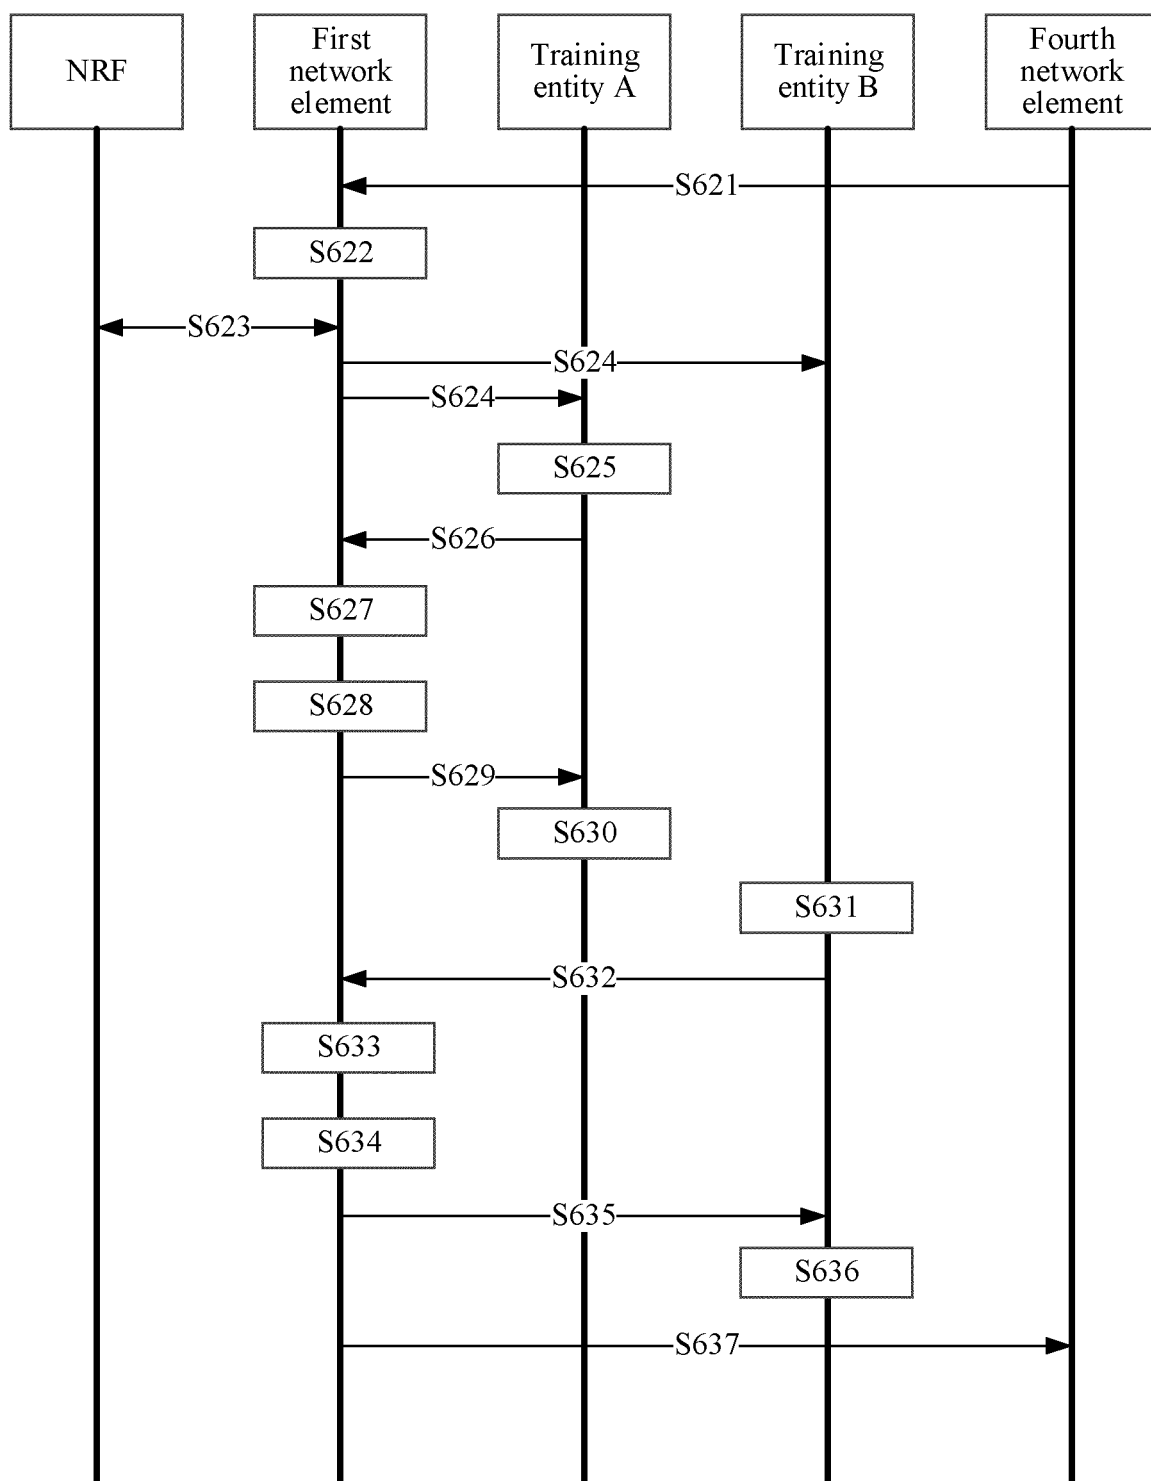 NRF
First
network
element
Training
entity A
Training
entity B
Fourth
network
element
S621
S622
S623
S624
S624
S625
S626
S627
S628
S629
S630
S631
S632
S633
S634
S635
S636
S637